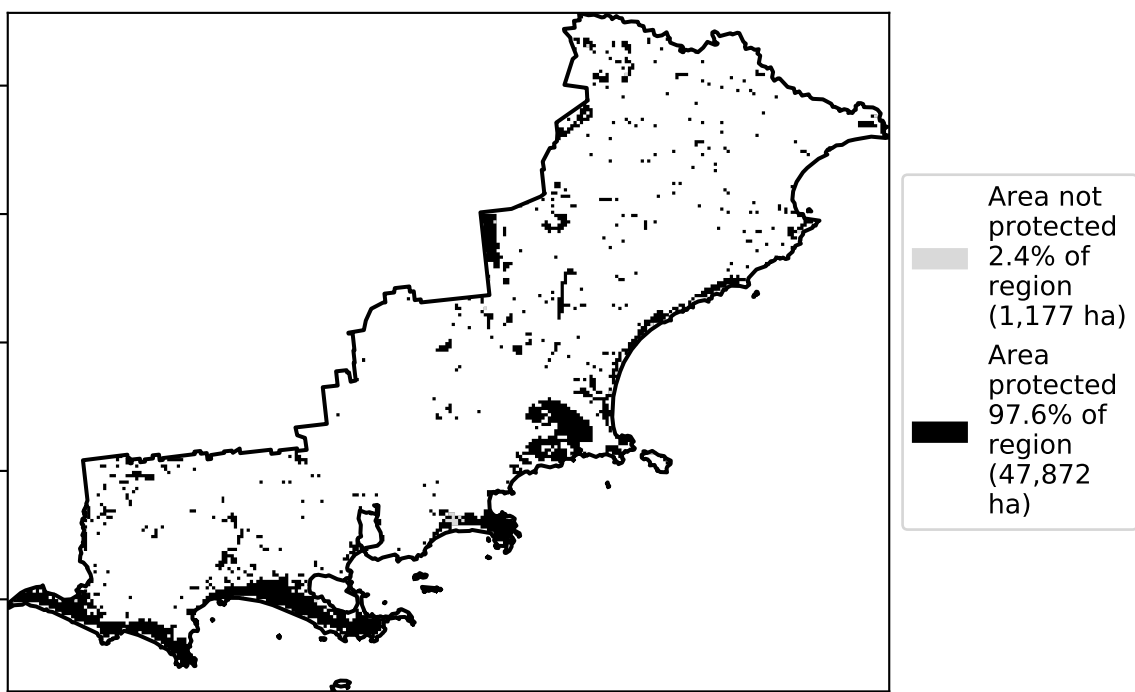 Area not
protected
2.4% of
region
(1,177 ha)
Area
protected
97.6% of
region
(47,872
ha)